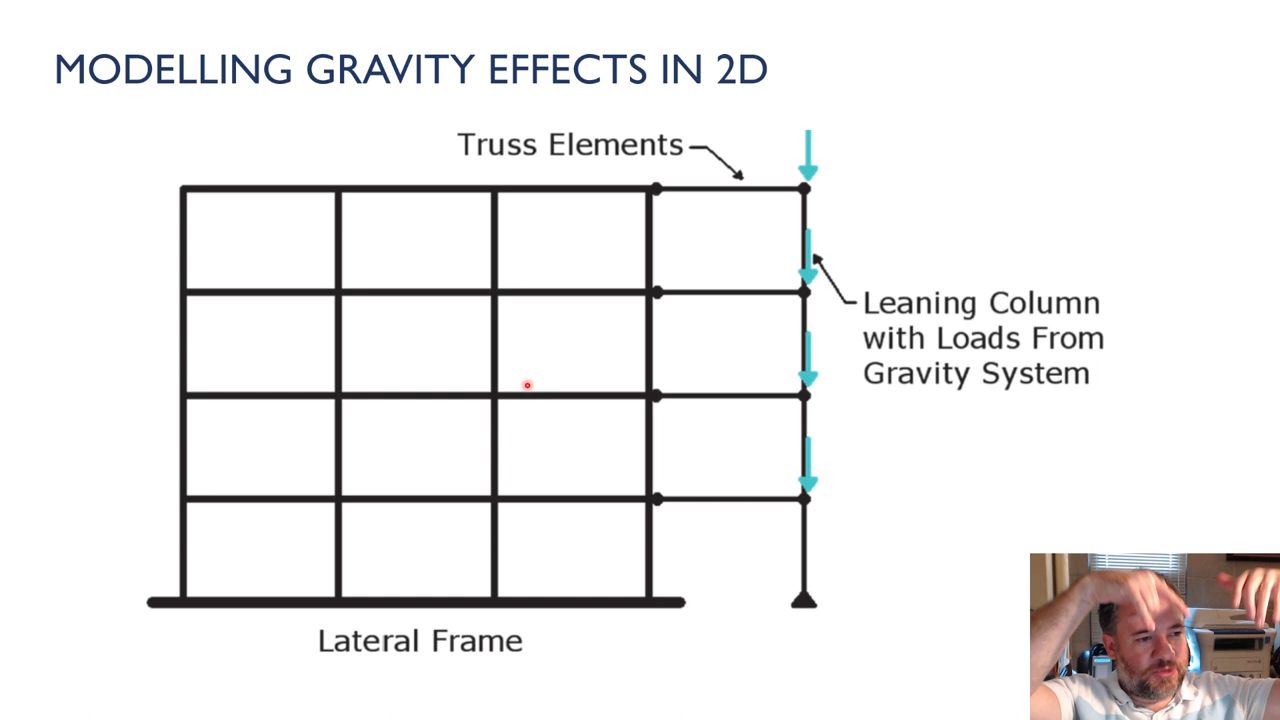 MODELLING GRAVITY EFFECTS IN 2D
Truss Elements
Leaning Column
with Loads From
Gravity System
Lateral Frame